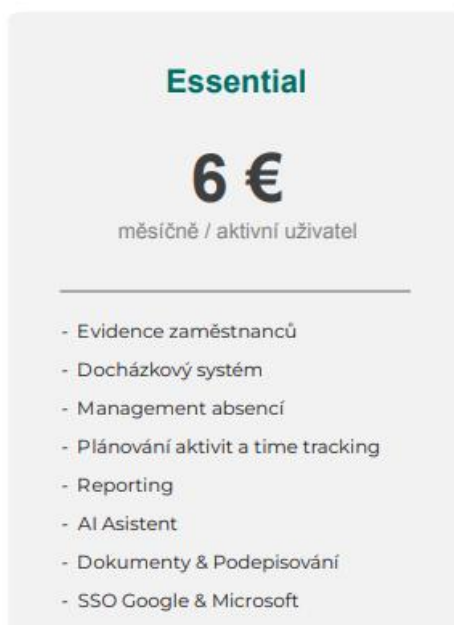 Essential
6 €
měsíčně / aktivní uživatel
- Evidence zaměstnanců
- Docházkový systém
- Management absencí
- Plánování aktivit a time tracking
- Reporting
- AI Asistent
- Dokumenty & Podepisování
- SSO Google & Microsoft